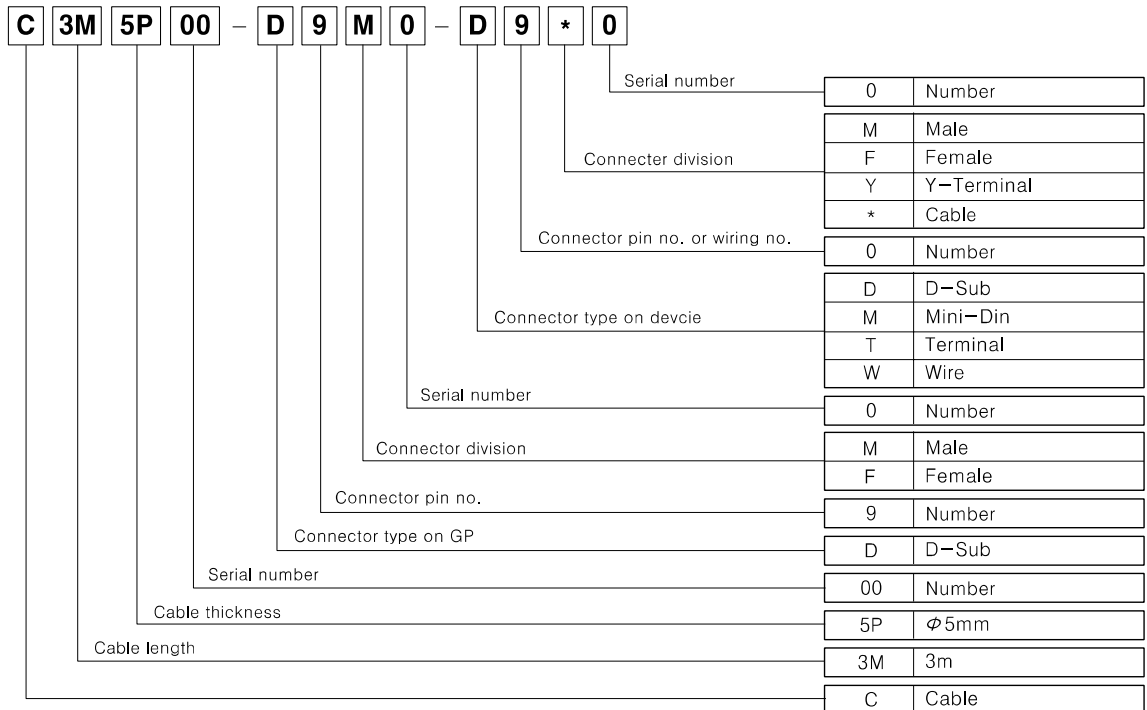 C 3M 5P 00 - D 9 M 0 - D 9 * 0
Serial number
0 Number
M Male
Connecter division
F Female
Y Y-Terminal
* Cable
Connector pin no. or wiring no.
0 Number
D D-Sub
Connector type on devcie
M Mini-Din
T Terminal
W Wire
Serial number
0 Number
Connector division
M Male
F Female
Connector pin no.
9 Number
Connector type on GP
D D-Sub
Serial number
00 Number
Cable thickness
5P Φ5mm
Cable length
3M 3m
C Cable